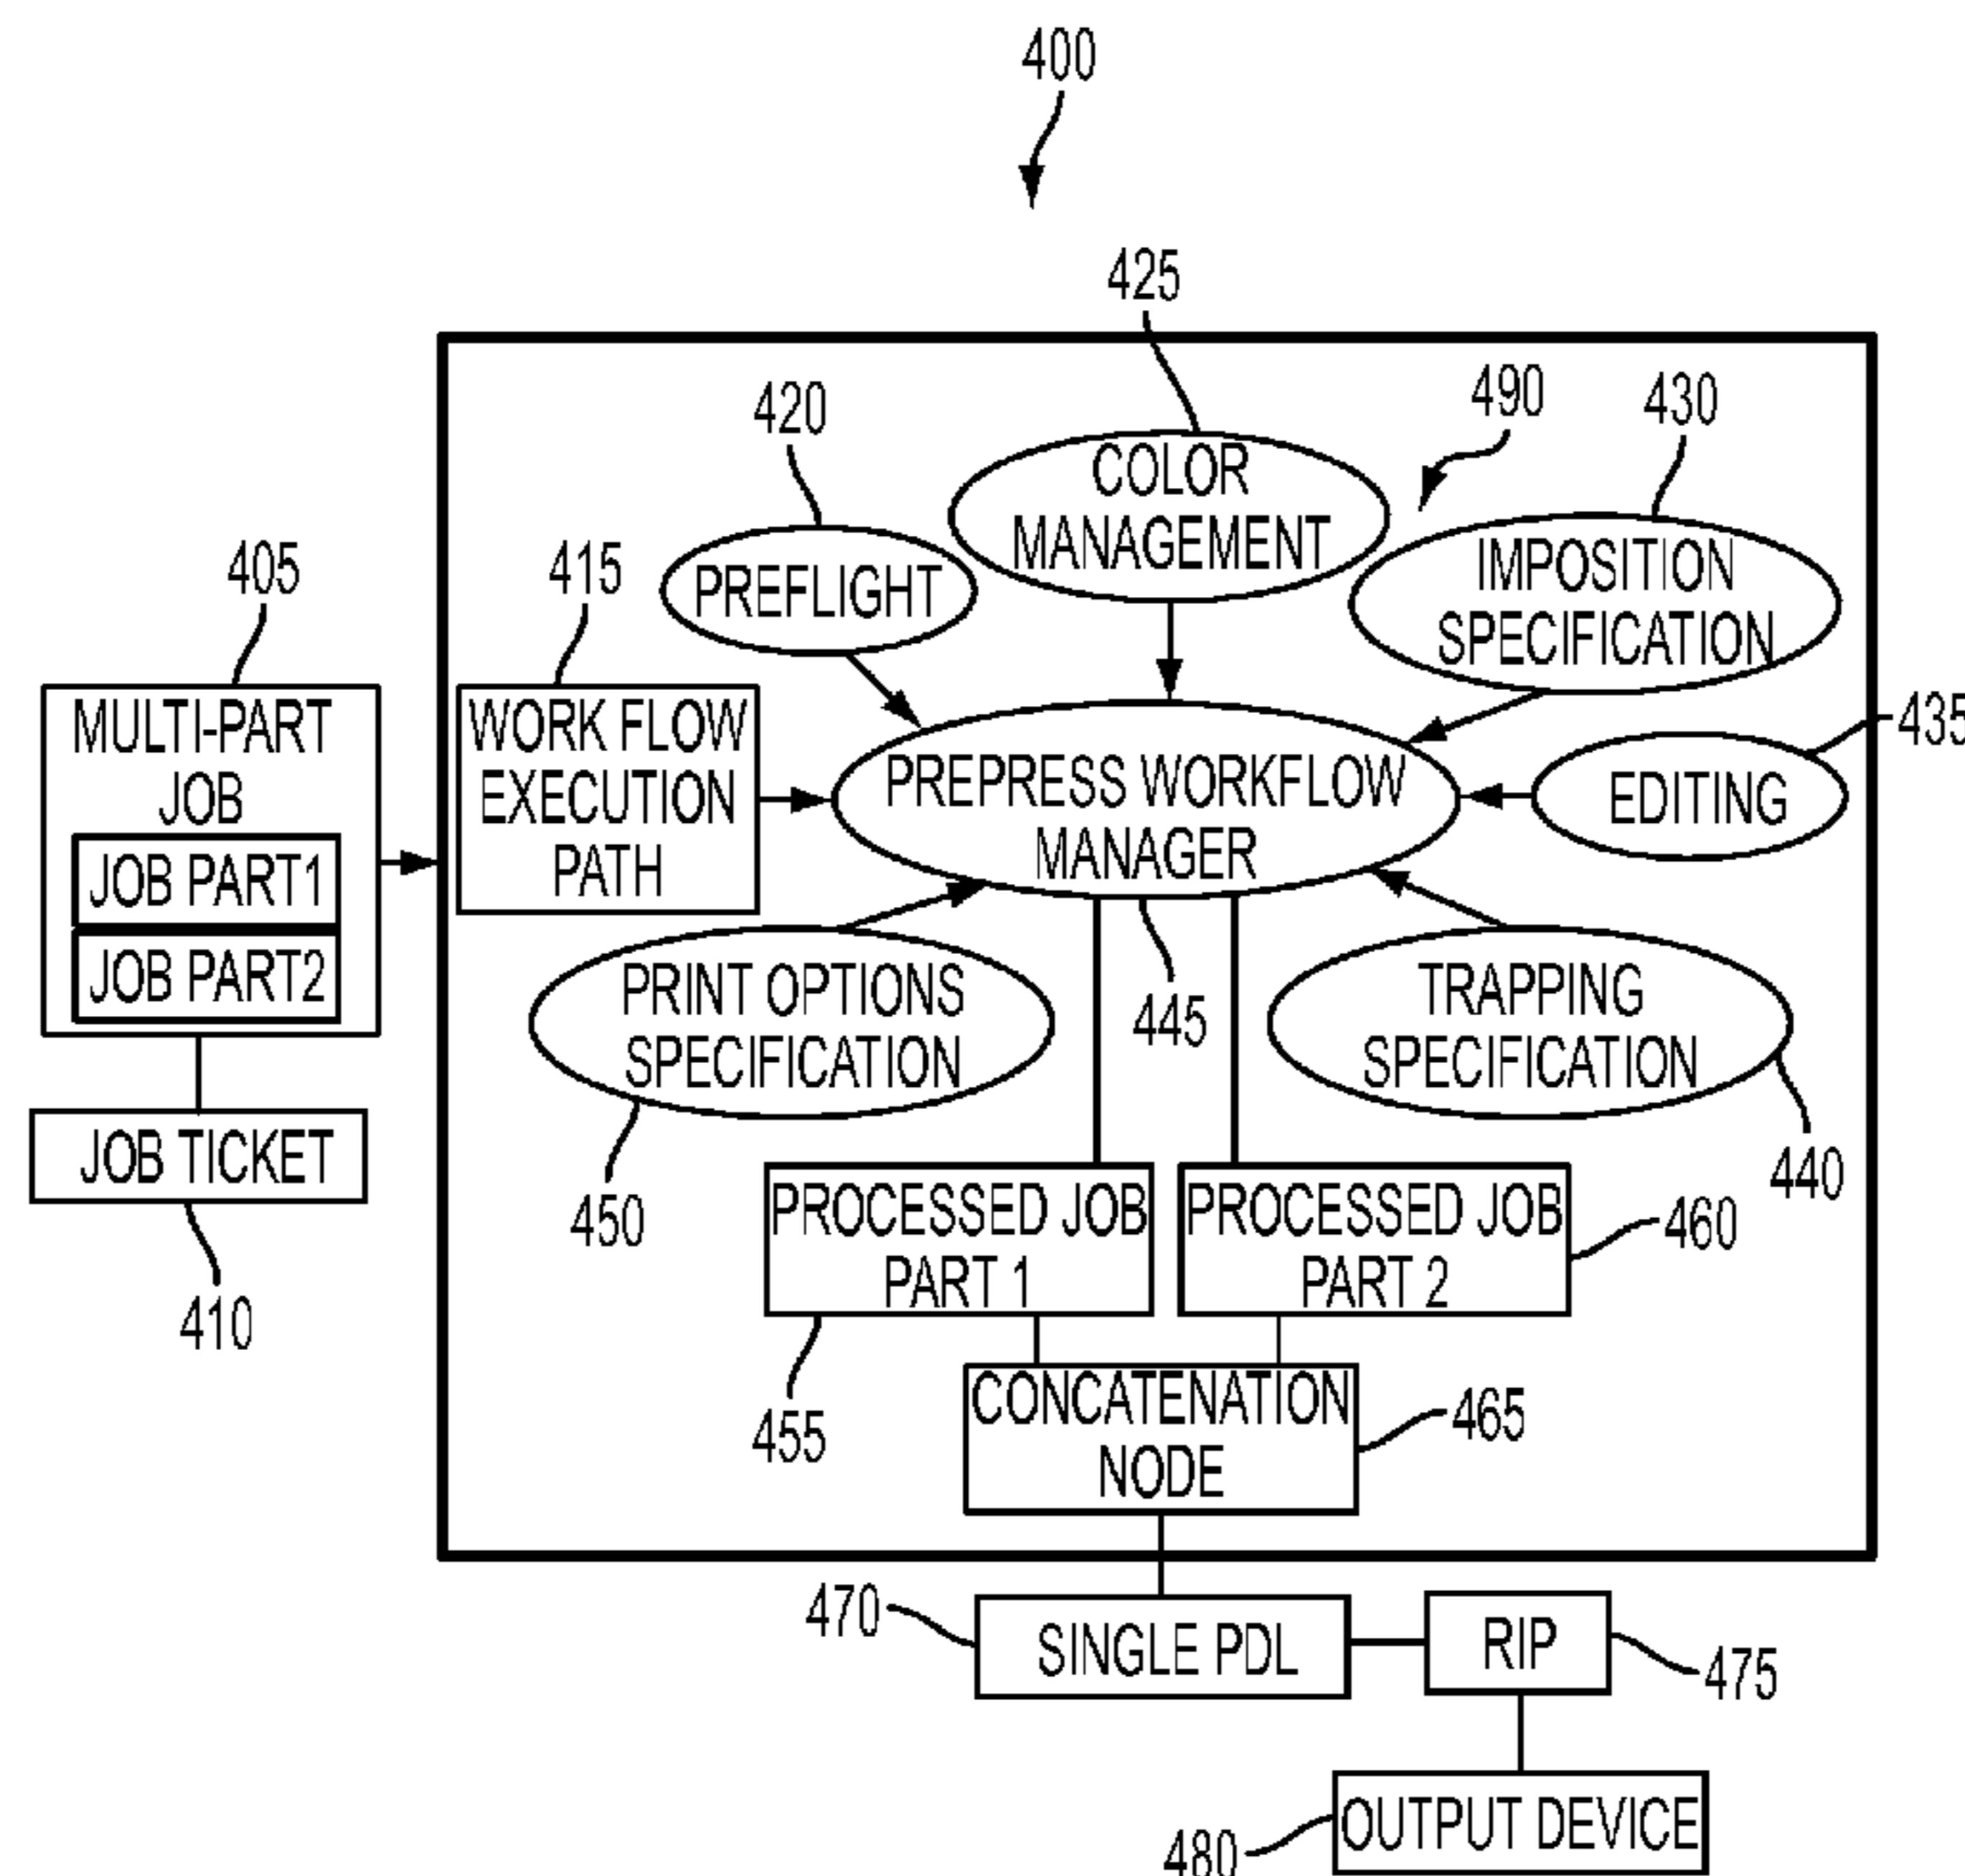 400
425
490
430
420
COLOR
MANAGEMENT
405
415
PREFLIGHT
IMPOSITION
SPECIFICATION
435
MULTI-PART
JOB
JOB PART1
JOB PART2
WORK FLOW
EXECUTION
PATH
PREPRESS WORKFLOW
MANAGER
EDITING
PRINT OPTIONS
SPECIFICATION
445
TRAPPING
SPECIFICATION
JOB TICKET
410
450
440
PROCESSED JOB
PART 1
PROCESSED JOB
PART 2
460
455
CONCATENATION
NODE
465
470
SINGLE PDL
RIP
475
OUTPUT DEVICE
480